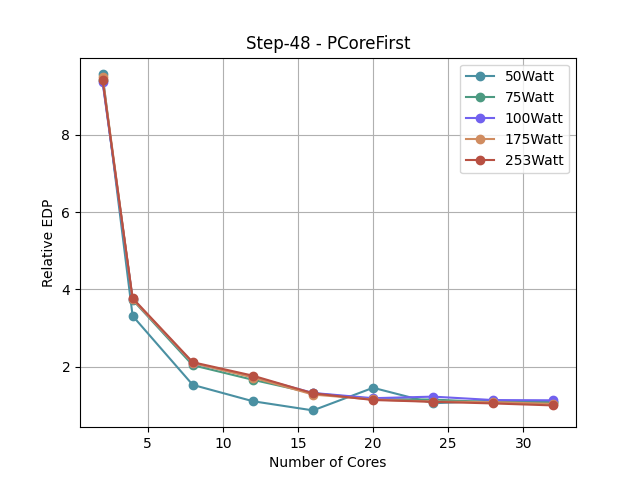 Step-48 - PCoreFirst
50Watt
75Watt
100Watt
175Watt
253Watt
Relative EDP
8
6
4
2
5 10 15 20 25 30
Number of Cores